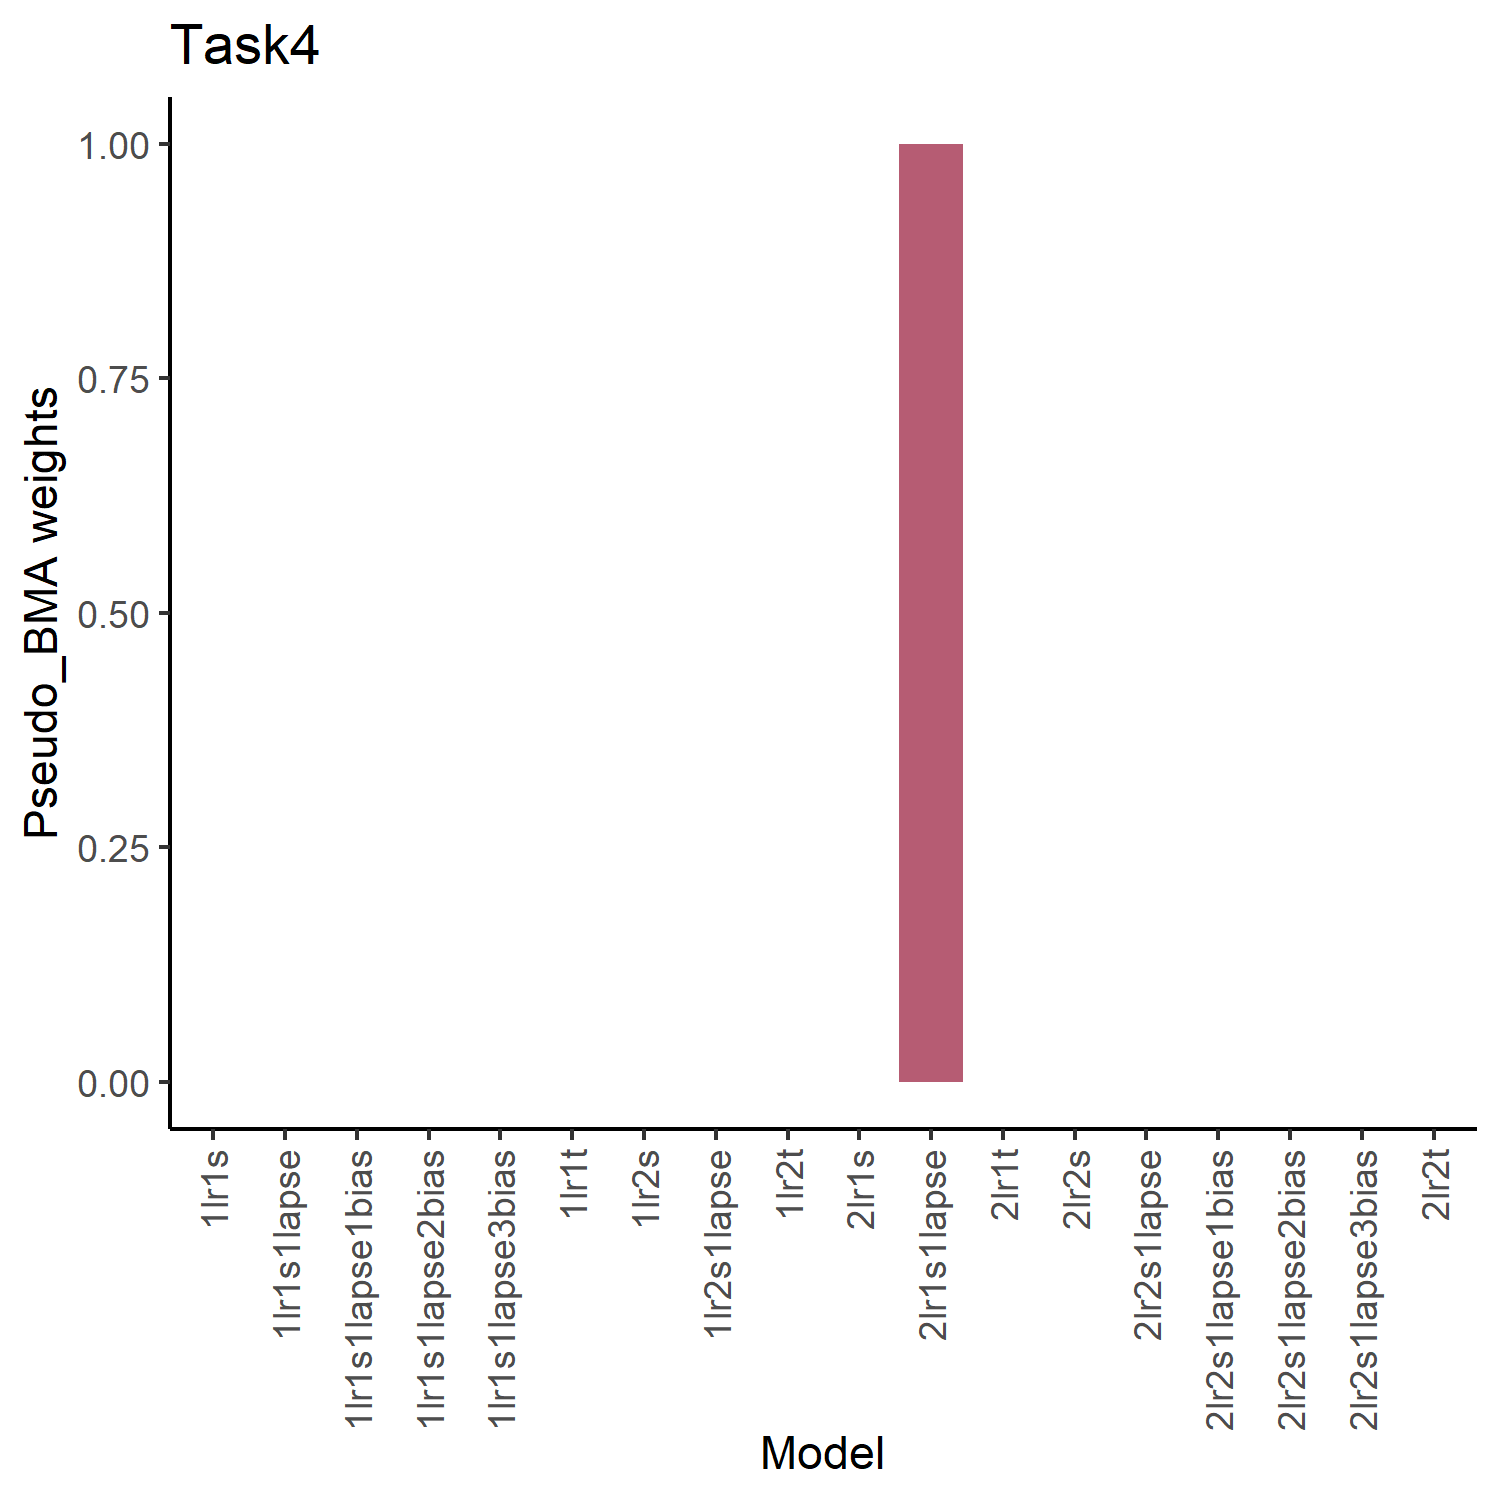 Task4
Pseudo_BMA weights
1.00
0.75
0.50
0.25
0.00
1lr1s
1lr1s1lapse
1lr1s1lapse1bias
1lr1s1lapse2bias
1lr1s1lapse3bias
1lr1t
1lr2s
1lr2s1lapse
1lr2t
2lr1s
2lr1s1lapse
2lr1t
2lr2s
2lr2s1lapse
2lr2s1lapse1bias
2lr2s1lapse2bias
2lr2s1lapse3bias
2lr2t
Model